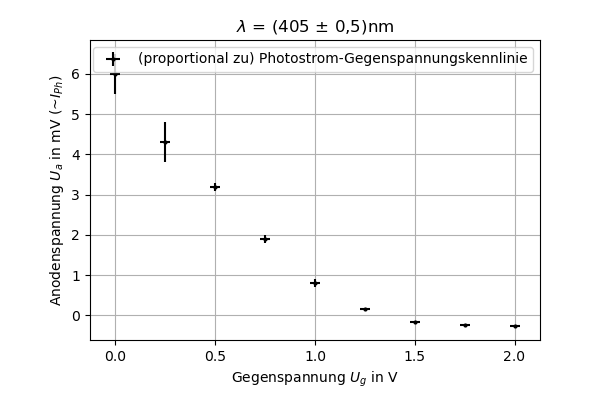 λ = (405 ± 0,5)nm
(proportional zu) Photostrom-Gegenspannungskennlinie
Anodenspannung U_a in mV (~I_Ph)
6
5
4
3
2
1
0
0.0 0.5 1.0 1.5 2.0
Gegenspannung U_g in V